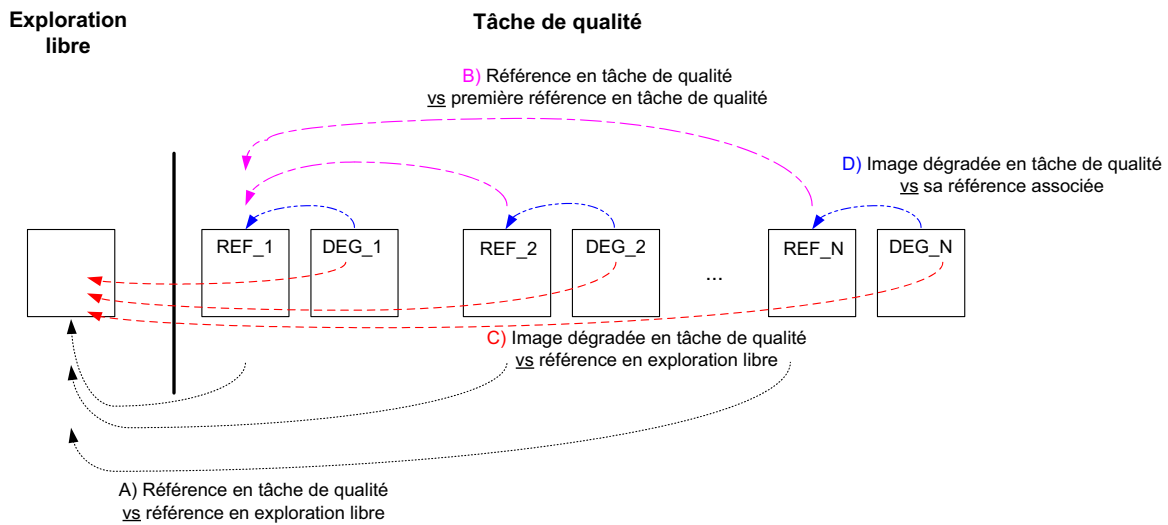 Exploration
libre
Tâche de qualité
B) Référence en tâche de qualité
vs première référence en tâche de qualité
D) Image dégradée en tâche de qualité
vs sa référence associée
REF_1
DEG_1
REF_2
DEG_2
...
REF_N
DEG_N
C) Image dégradée en tâche de qualité
vs référence en exploration libre
A) Référence en tâche de qualité
vs référence en exploration libre